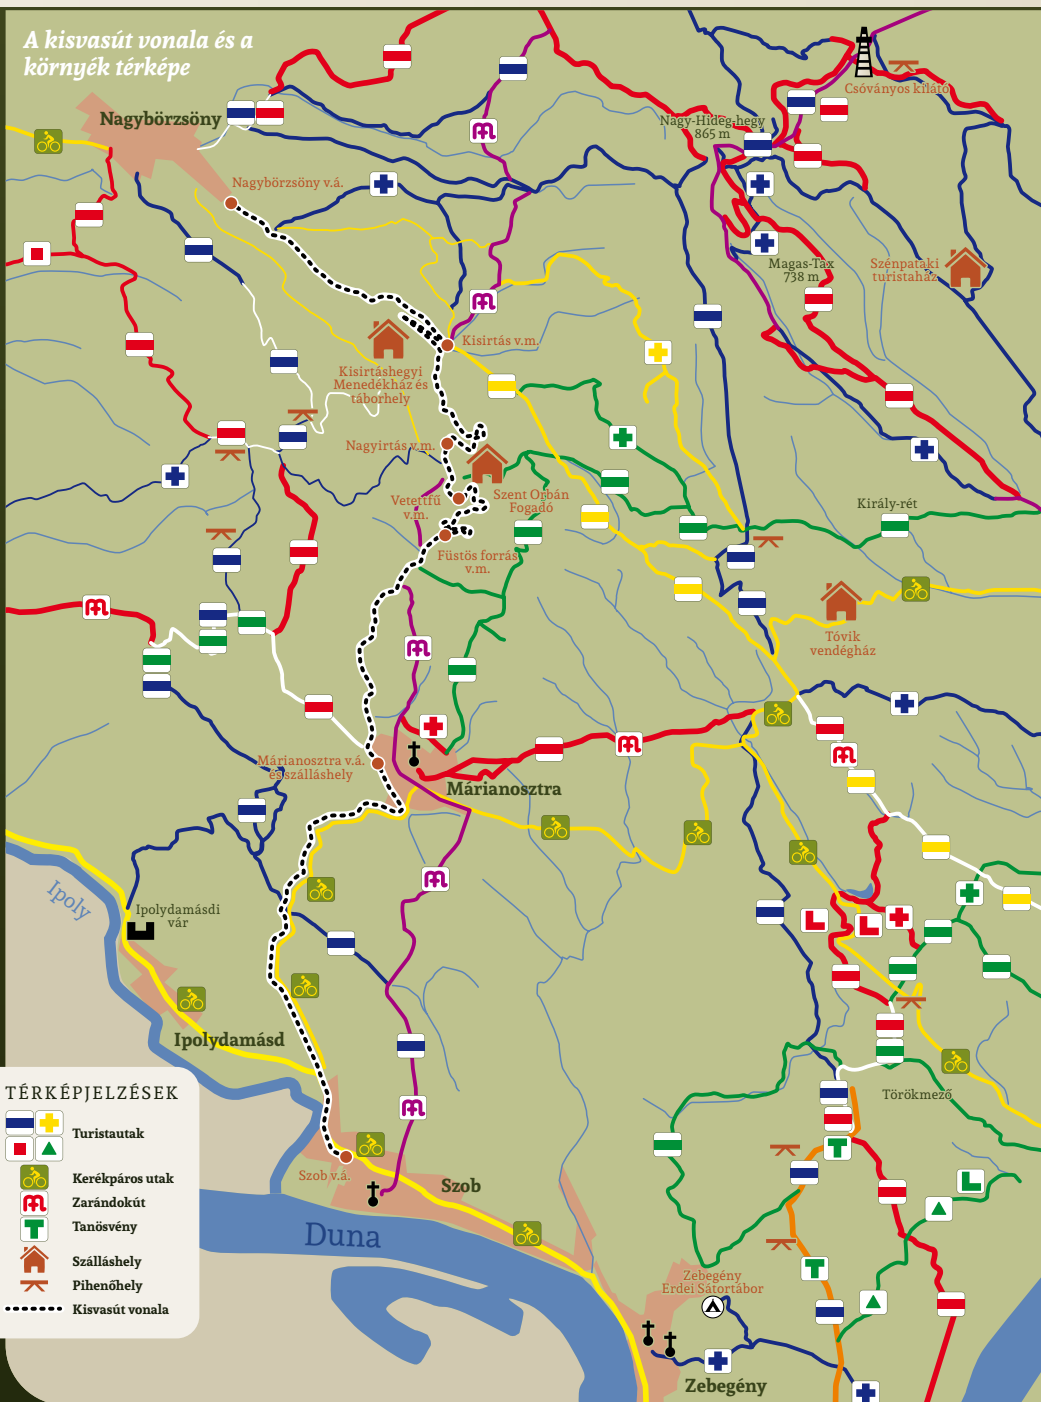 A kisvasút vonala és a
környék térképe
Nagybörzsöny
Nagybörzsöny v.á.
Csóványos kilátó
Nagy-Hideg-hegy
865 m
Magas-Tax
738 m
Szénpataki
turistaház
Kisirtás v.m.
Kisirtáshegyi
Menedékház és
táborhely
Nagyirtás v.m.
Vetettfű
v.m.
Szent Orbán
Fogadó
Füstös forrás
v.m.
Király-rét
Tóvik
vendégház
Márianosztra v.á.
és szálláshely
Márianosztra
Ipoly
Ipolydamásdi
vár
Ipolydamásd
Törökmező
TÉRKÉPJELZÉSEK
Turistautak
Kerékpáros utak
Zarándokút
Tanösvény
Szálláshely
Pihenőhely
Kisvasút vonala
Szob v.á.
Szob
Duna
Zebegény
Erdei Sátortábor
Zebegény